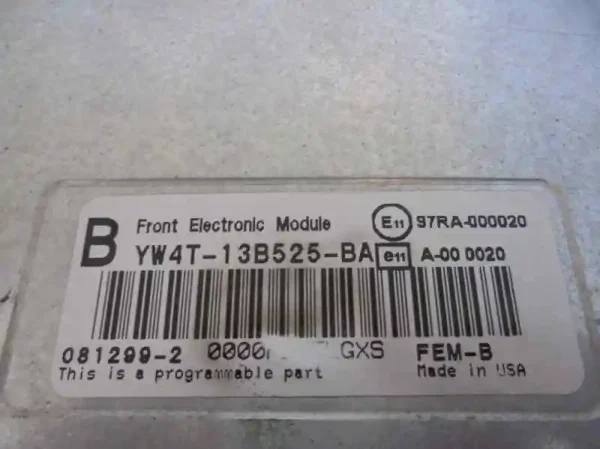 B Front Electronic Module E11 97RA-000020
YW4T-13B525-BA e11 A-00 0020
081299-2 GXS FEM-B
This is a programmable part Made in USA